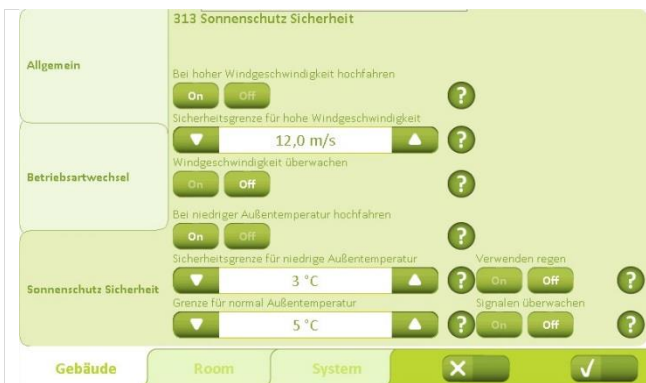 313 Sonnenschutz Sicherheit
Allgemein
Bei hoher Windgeschwindigkeit hochfahren
On Off ?
Sicherheitsgrenze für hohe Windgeschwindigkeit
12,0 m/s ?
Windgeschwindigkeit überwachen
Betriebsartwechsel
On Off ?
Bei niedriger Außentemperatur hochfahren
On Off ?
Sicherheitsgrenze für niedrige Außentemperatur Verwenden regen
Sonnenschutz Sicherheit
3 °C ? On Off ?
Grenze für normal Außentemperatur Signalen überwachen
5 °C ? On Off ?
Gebäude Room System